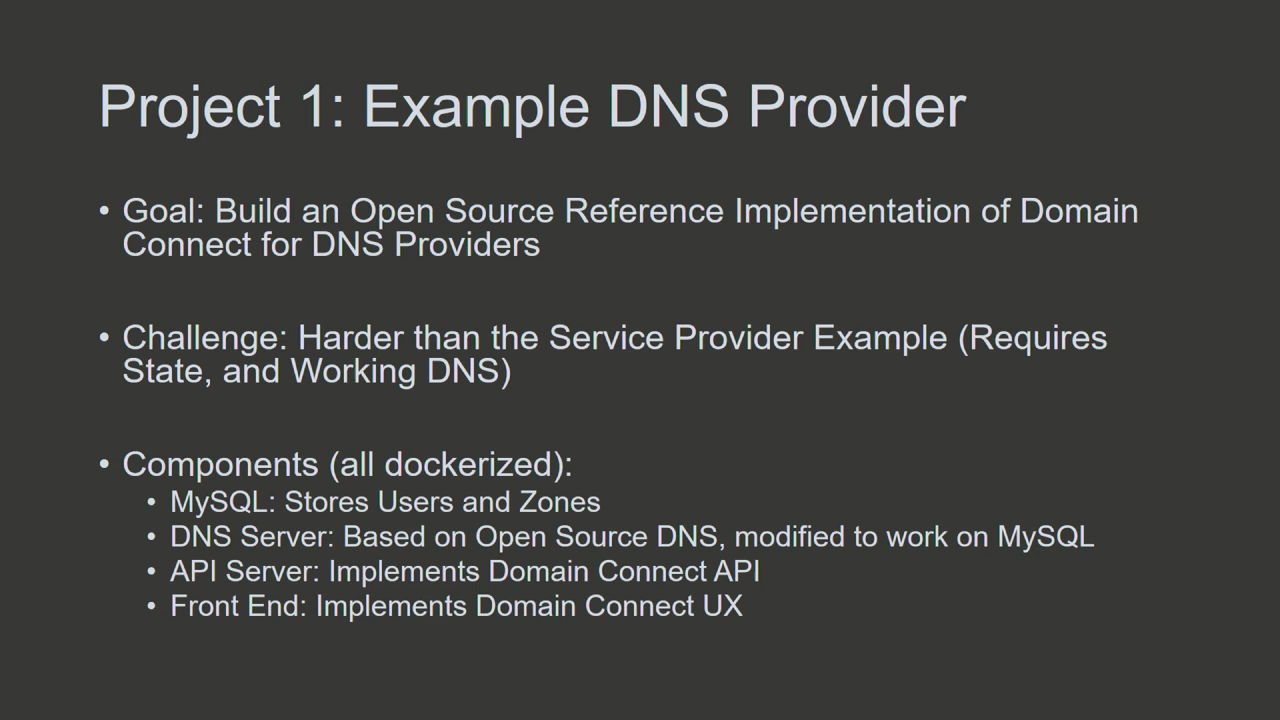 Project 1: Example DNS Provider
• Goal: Build an Open Source Reference Implementation of Domain
Connect for DNS Providers
• Challenge: Harder than the Service Provider Example (Requires
State, and Working DNS)
• Components (all dockerized):
• MySQL: Stores Users and Zones
• DNS Server: Based on Open Source DNS, modified to work on MySQL
• API Server: Implements Domain Connect API
• Front End: Implements Domain Connect UX